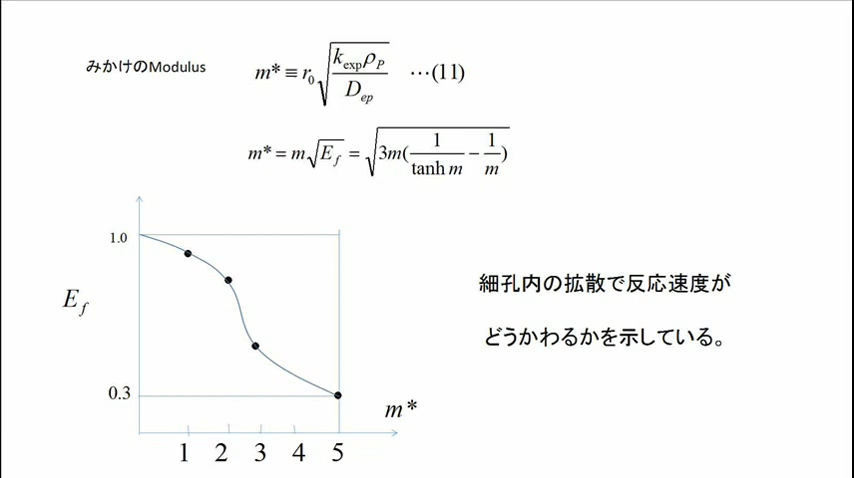 みかけのModulus m* ≡ r₀√(k_exp ρ_P / D_ep) …(11)
m* = m√E_f = √(3m(1/tanh m − 1/m))
1.0
E_f
細孔内の拡散で反応速度が
どうかわるかを示している。
0.3
m*
1 2 3 4 5